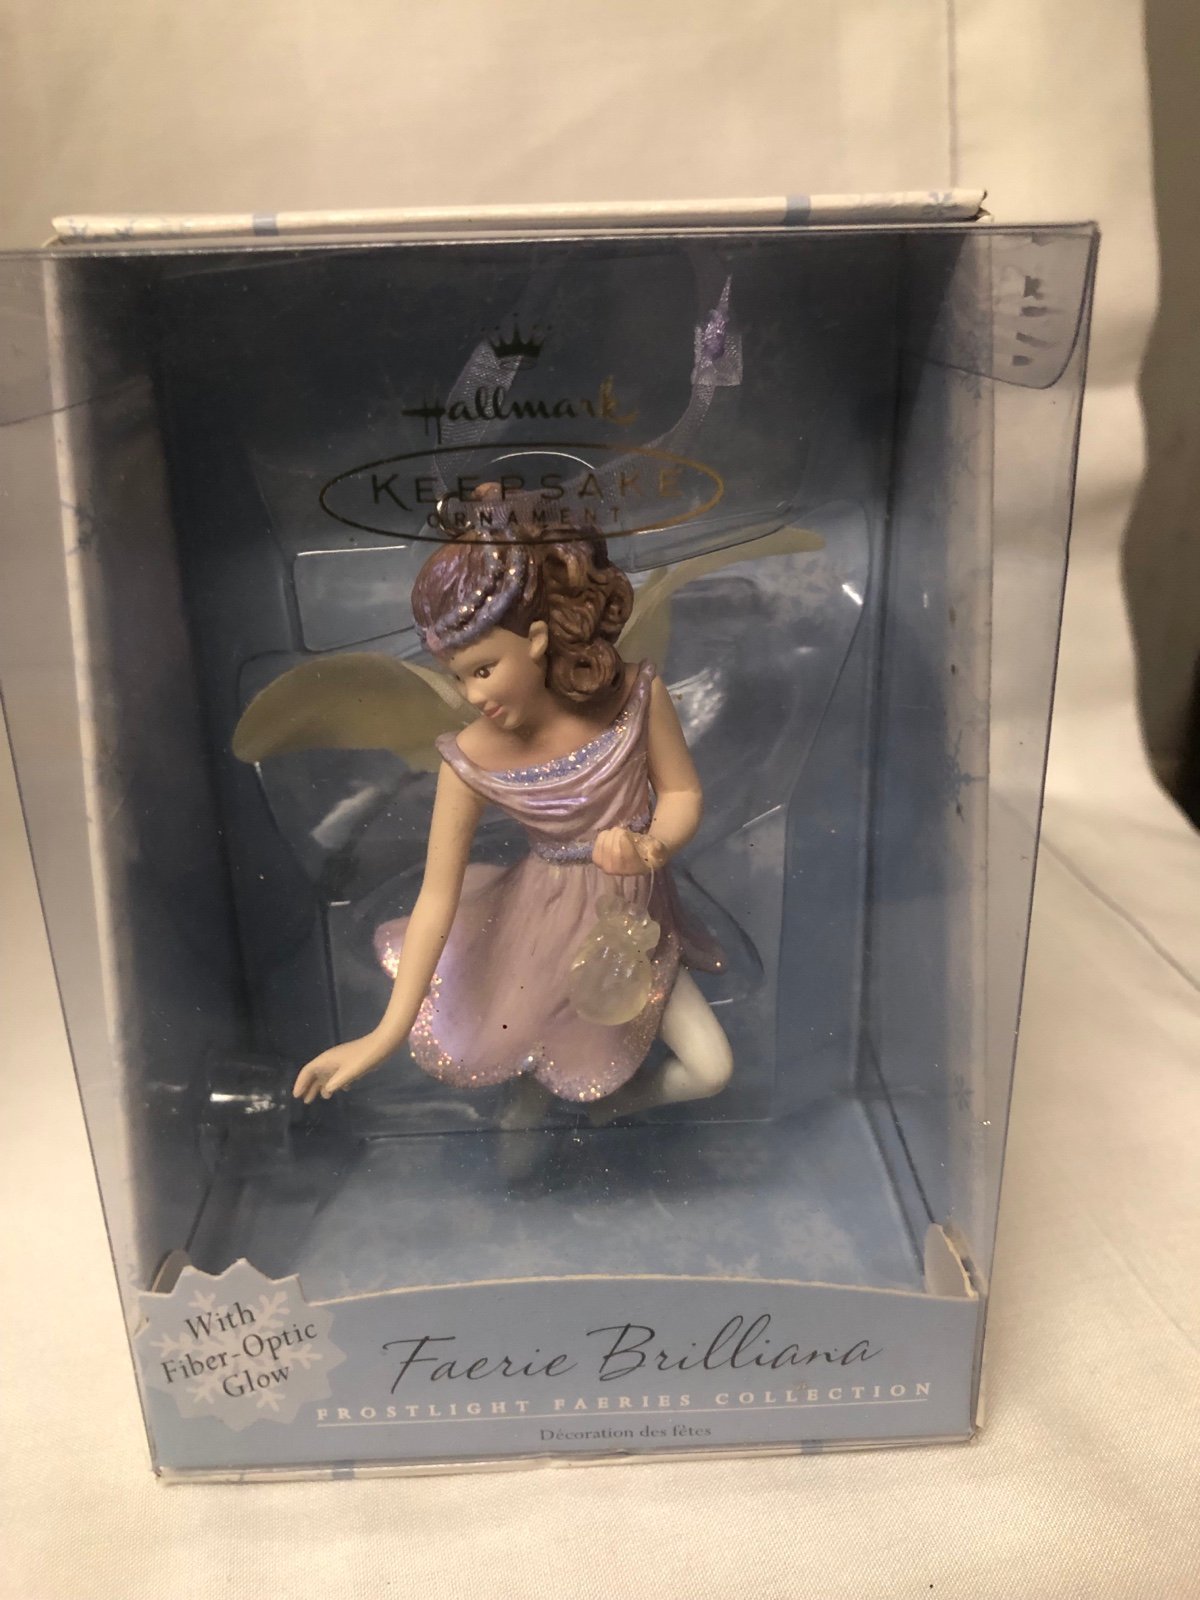 Hallmark
KEEPSAKE
ORNAMENT
With
Fiber-Optic
Glow
Faerie Brilliana
FROSTLIGHT FAERIES COLLECTION
Décoration des fêtes